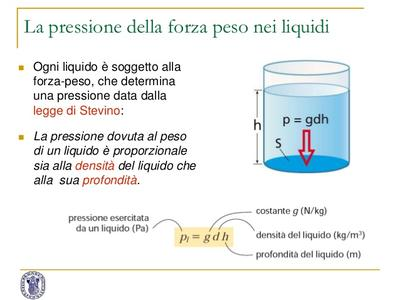 La pressione della forza peso nei liquidi
Ogni liquido è soggetto alla
forza-peso, che determina
una pressione data dalla
legge di Stevino:
La pressione dovuta al peso
di un liquido è proporzionale
sia alla densità del liquido che
alla sua profondità.
h
p = gdh
S
pressione esercitata
da un liquido (Pa)
pₗ = g d h
costante g (N/kg)
densità del liquido (kg/m³)
profondità del liquido (m)